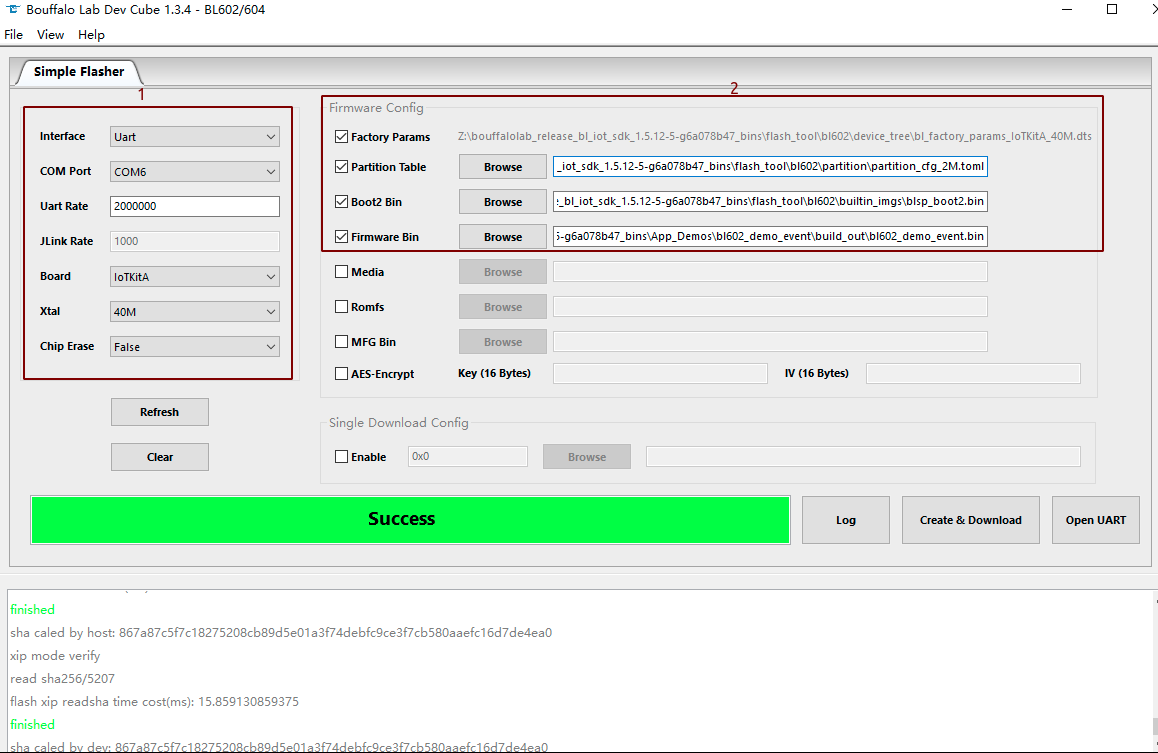 Bouffalo Lab Dev Cube 1.3.4 - BL602/604
File View Help
Simple Flasher
1
2
Interface Uart
COM Port COM6
Uart Rate 2000000
JLink Rate 1000
Board IoTKitA
Xtal 40M
Chip Erase False
Refresh
Clear
Firmware Config
Factory Params Z:\bouffalolab_release_bl_iot_sdk_1.5.12-5-g6a078b47_bins\flash_tool\bl602\device_tree\bl_factory_params_IoTKitA_40M.dts
Partition Table Browse _iot_sdk_1.5.12-5-g6a078b47_bins\flash_tool\bl602\partition\partition_cfg_2M.toml
Boot2 Bin Browse _bl_iot_sdk_1.5.12-5-g6a078b47_bins\flash_tool\bl602\builtin_imgs\blsp_boot2.bin
Firmware Bin Browse -g6a078b47_bins\App_Demos\bl602_demo_event\build_out\bl602_demo_event.bin
Media Browse
Romfs Browse
MFG Bin Browse
AES-Encrypt Key (16 Bytes) IV (16 Bytes)
Single Download Config
Enable 0x0 Browse
Success Log Create & Download Open UART
finished
sha caled by host: 867a87c5f7c18275208cb89d5e01a3f74debfc9ce3f7cb580aaefc16d7de4ea0
xip mode verify
read sha256/5207
flash xip readsha time cost(ms): 15.859130859375
finished
sha caled by dev: 867a87c5f7c18275208cb89d5e01a3f74debfc9ce3f7cb580aaefc16d7de4ea0